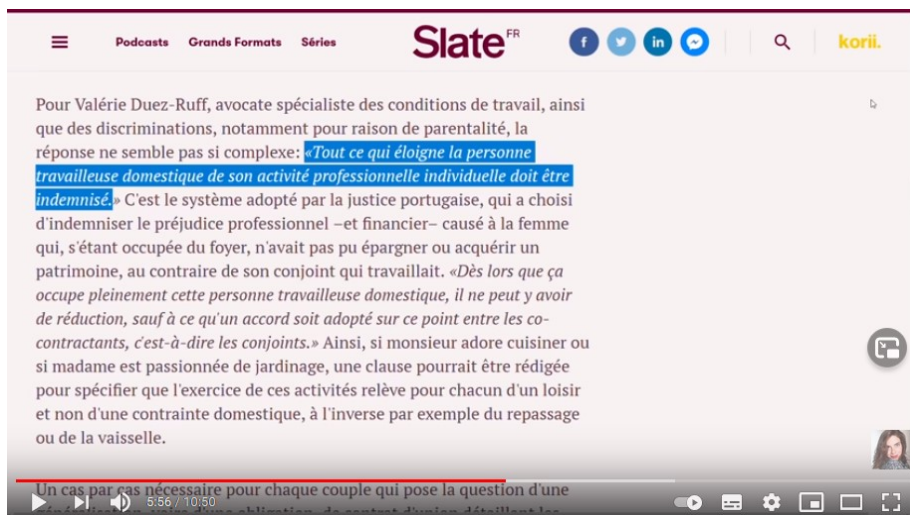 Podcasts Grands Formats Séries Slate FR korii.
Pour Valérie Duez-Ruff, avocate spécialiste des conditions de travail, ainsi
que des discriminations, notamment pour raison de parentalité, la
réponse ne semble pas si complexe: «Tout ce qui éloigne la personne
travailleuse domestique de son activité professionnelle individuelle doit être
indemnisé.» C'est le système adopté par la justice portugaise, qui a choisi
d'indemniser le préjudice professionnel –et financier– causé à la femme
qui, s'étant occupée du foyer, n'avait pas pu épargner ou acquérir un
patrimoine, au contraire de son conjoint qui travaillait. «Dès lors que ça
occupe pleinement cette personne travailleuse domestique, il ne peut y avoir
de réduction, sauf à ce qu'un accord soit adopté sur ce point entre les co-
contractants, c'est-à-dire les conjoints.» Ainsi, si monsieur adore cuisiner ou
si madame est passionnée de jardinage, une clause pourrait être rédigée
pour spécifier que l'exercice de ces activités relève pour chacun d'un loisir
et non d'une contrainte domestique, à l'inverse par exemple du repassage
ou de la vaisselle.
Un cas par cas nécessaire pour chaque couple qui pose la question d'une
5:56 / 10:50